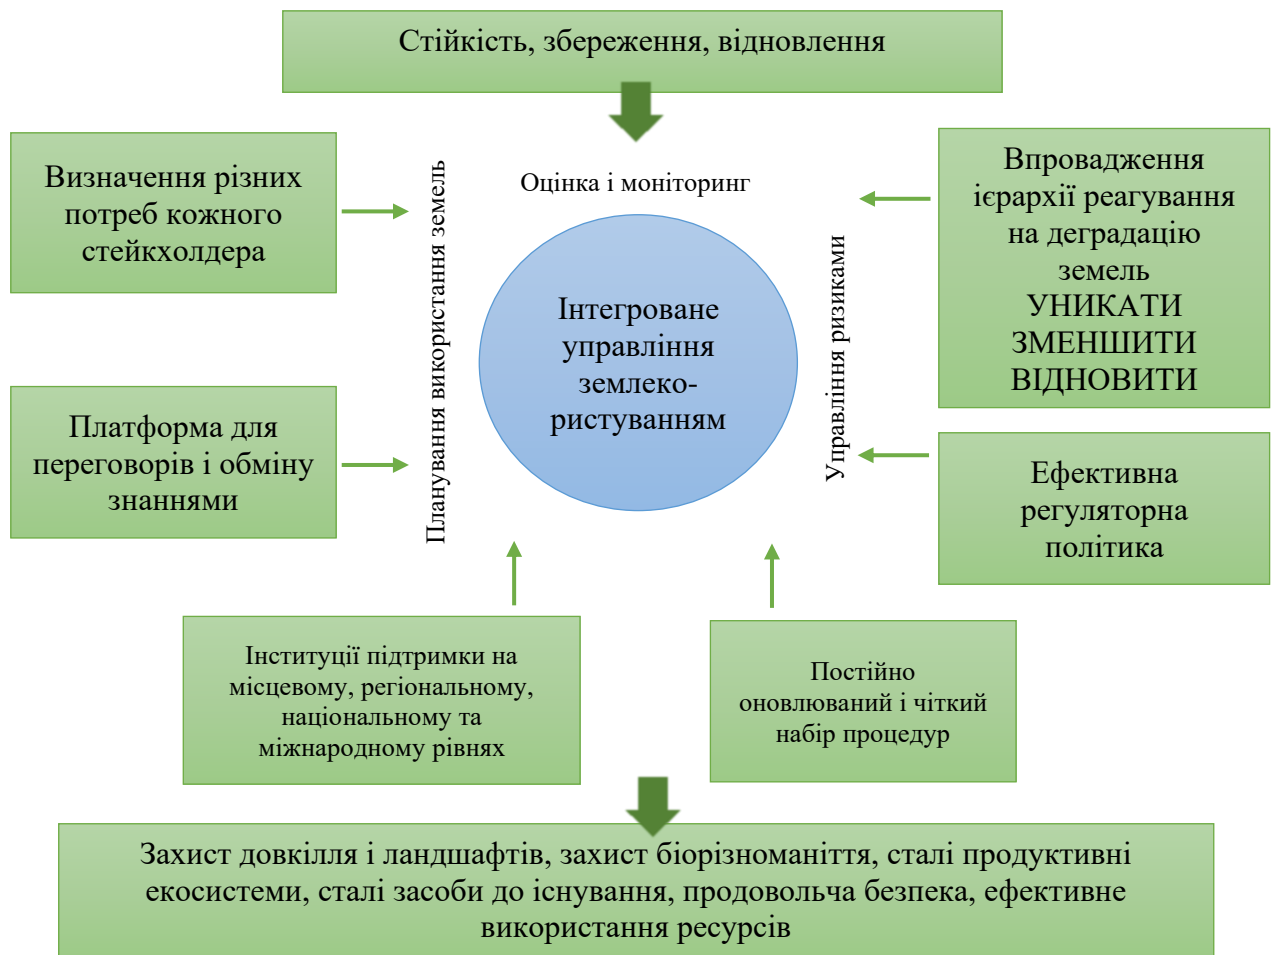 Стійкість, збереження, відновлення
Визначення різних
потреб кожного
стейкхолдера
Платформа для
переговорів і обміну
знаннями
Планування використання земель
Оцінка і моніторинг
Інтегроване
управління
землеко-
ристуванням
Управління ризиками
Впровадження
ієрархії реагування
на деградацію
земель
УНИКАТИ
ЗМЕНШИТИ
ВІДНОВИТИ
Ефективна
регуляторна
політика
Інституції підтримки на
місцевому, регіональному,
національному та
міжнародному рівнях
Постійно
оновлюваний і чіткий
набір процедур
Захист довкілля і ландшафтів, захист біорізноманіття, сталі продуктивні
екосистеми, сталі засоби до існування, продовольча безпека, ефективне
використання ресурсів